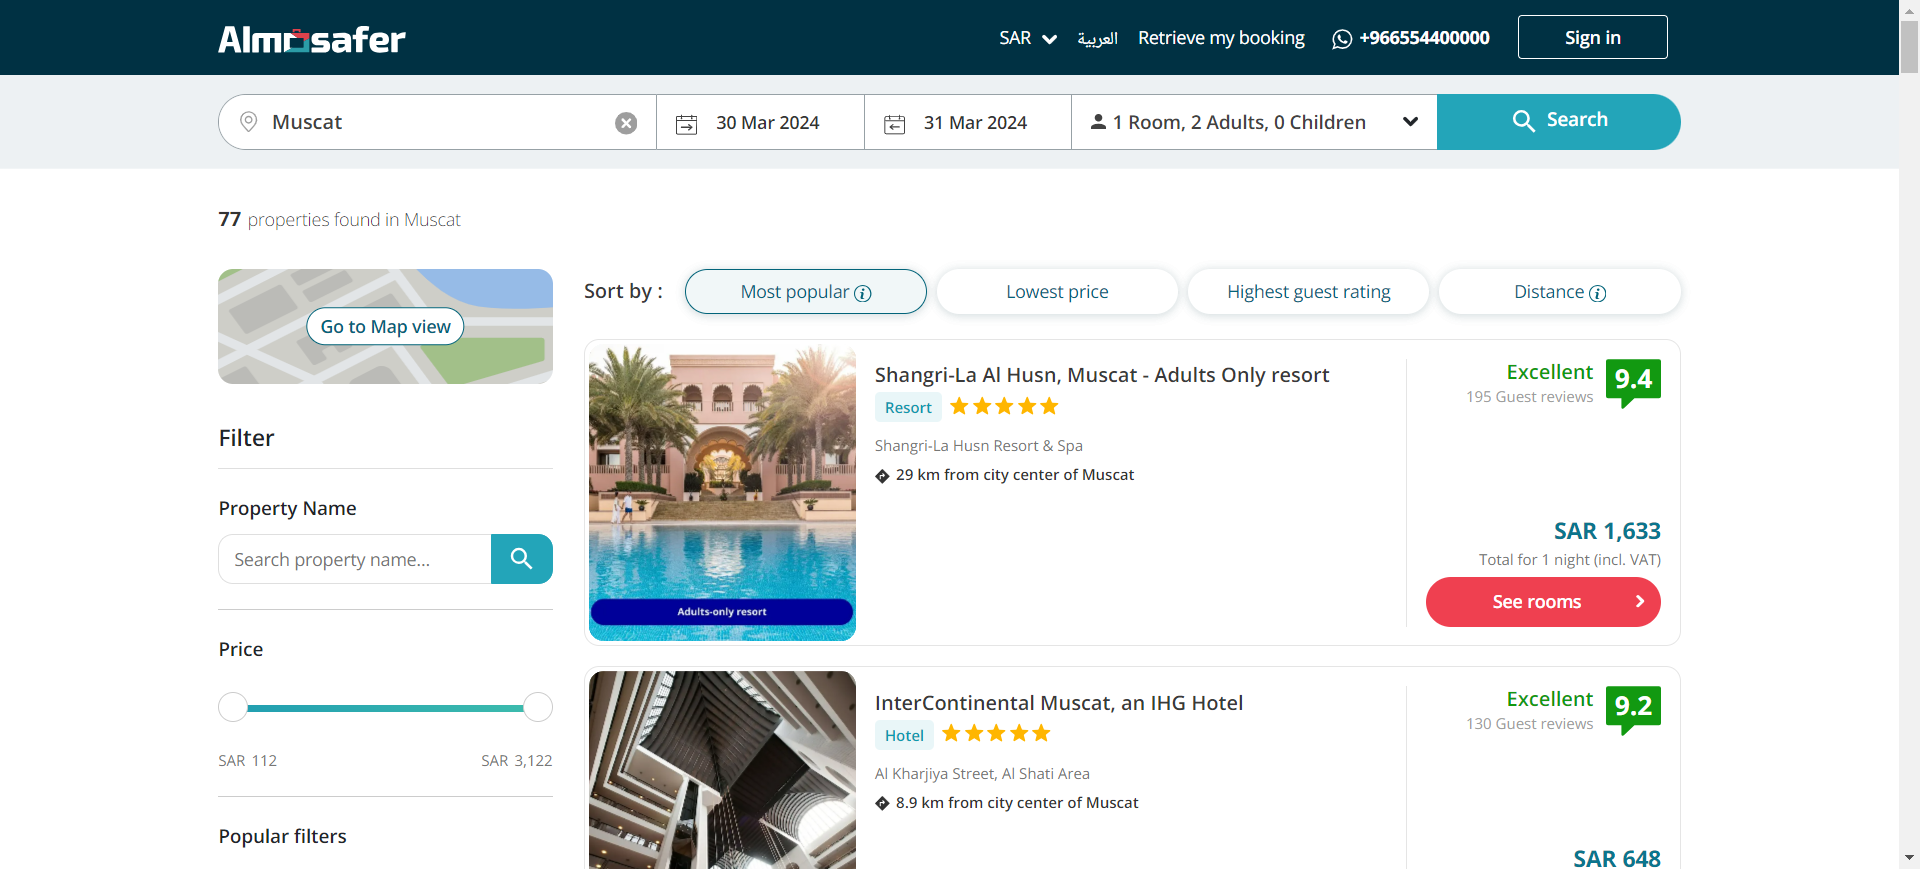 Almosafer
SAR
العربية
Retrieve my booking
+966554400000
Sign in
Muscat
30 Mar 2024
31 Mar 2024
1 Room, 2 Adults, 0 Children
Search
77 properties found in Muscat
Go to Map view
Sort by :
Most popular
Lowest price
Highest guest rating
Distance
Filter
Property Name
Search property name...
Price
SAR 112
SAR 3,122
Popular filters
Shangri-La Al Husn, Muscat - Adults Only resort
Resort
Shangri-La Husn Resort & Spa
29 km from city center of Muscat
Adults-only resort
Excellent
9.4
195 Guest reviews
SAR 1,633
Total for 1 night (incl. VAT)
See rooms
InterContinental Muscat, an IHG Hotel
Hotel
Al Kharjiya Street, Al Shati Area
8.9 km from city center of Muscat
Excellent
9.2
130 Guest reviews
SAR 648